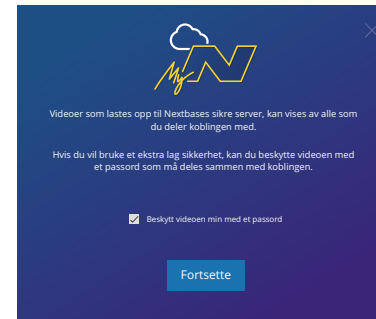 My N
Videoer som lastes opp til Nextbases sikre server, kan vises av alle som
du deler koblingen med.
Hvis du vil bruke et ekstra lag sikkerhet, kan du beskytte videoen med
et passord som må deles sammen med koblingen.
Beskytt videoen min med et passord
Fortsette